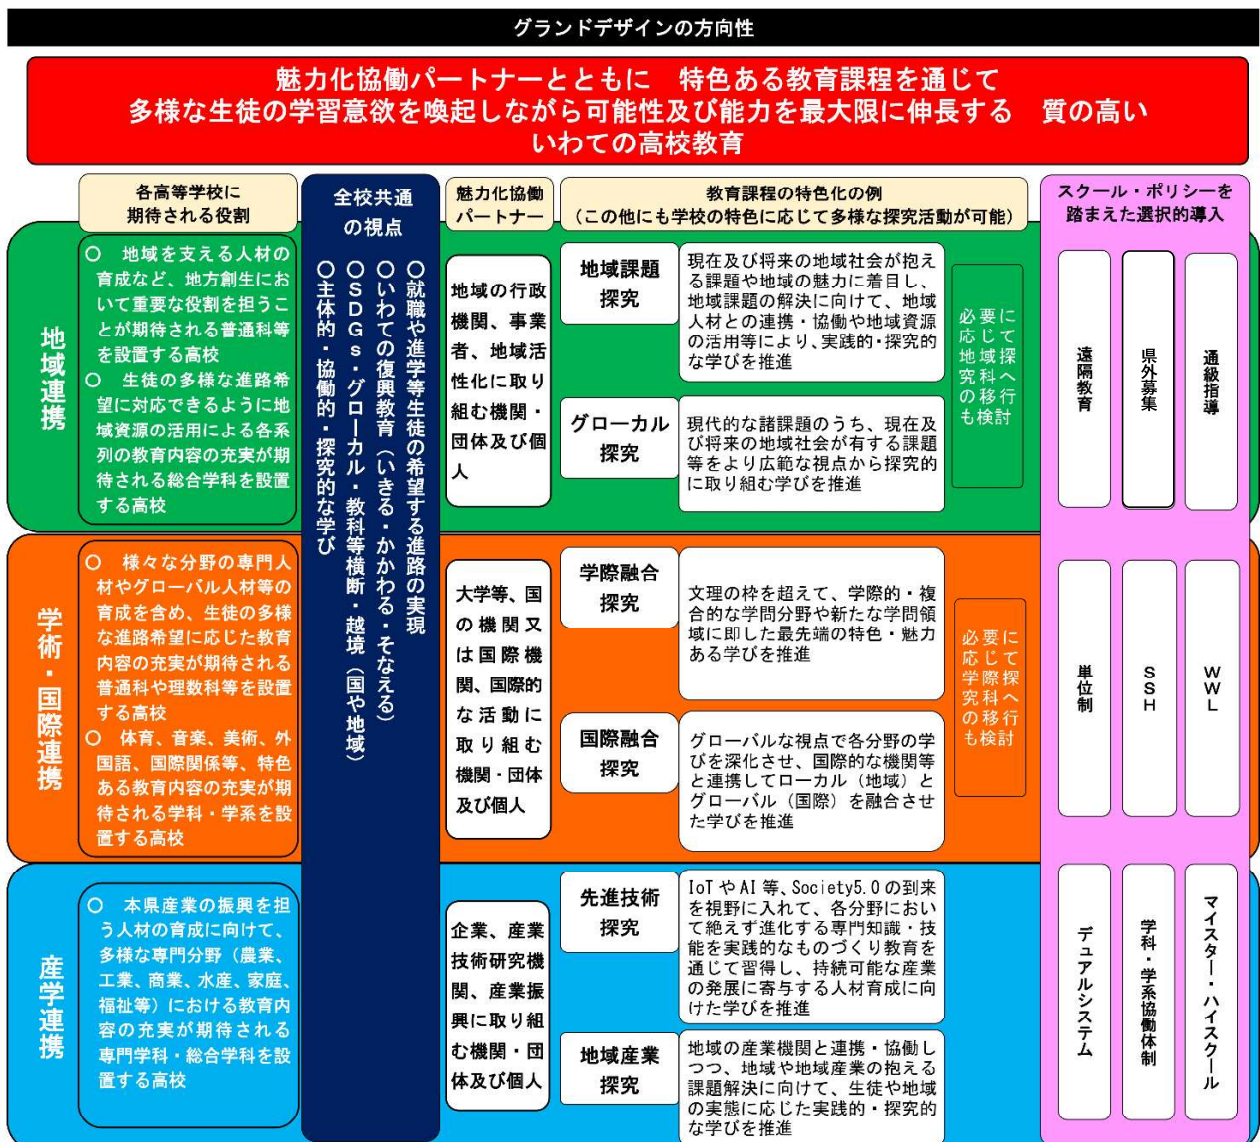 グランドデザインの方向性
魅力化協働パートナーとともに　特色ある教育課程を通じて
多様な生徒の学習意欲を喚起しながら可能性及び能力を最大限に伸長する　質の高い
いわての高校教育
各高等学校に
期待される役割
全校共通
の視点
魅力化協働
パートナー
教育課程の特色化の例
（この他にも学校の特色に応じて多様な探究活動が可能）
スクール・ポリシーを
踏まえた選択的導入
○就職や進学等生徒の希望する進路の実現
○いわての復興教育（いきる・かかわる・そなえる）
○SDGs・グローカル・教科等横断・越境（国や地域）
○主体的・協働的・探究的な学び
地域連携
○　地域を支える人材の
育成など、地方創生にお
いて重要な役割を担うこ
とが期待される普通科等
を設置する高校
○　生徒の多様な進路希
望に対応できるように地
域資源の活用による各系
列の教育内容の充実が期
待される総合学科を設置
する高校
地域の行政
機関、事業
者、地域活
性化に取り
組む機関・
団体及び個
人
地域課題
探究
現在及び将来の地域社会が抱え
る課題や地域の魅力に着目し、
地域課題の解決に向けて、地域
人材との連携・協働や地域資源
の活用等により、実践的・探究的
な学びを推進
グローカル
探究
現代的な諸課題のうち、現在及
び将来の地域社会が有する課題
等をより広範な視点から探究的
に取り組む学びを推進
必要に
応じて
地域探
究科へ
の移行
も検討
遠隔教育
県外募集
通級指導
学術・国際連携
○　様々な分野の専門人
材やグローバル人材等の
育成を含め、生徒の多様
な進路希望に応じた教育
内容の充実が期待される
普通科や理数科等を設置
する高校
○　体育、音楽、美術、外
国語、国際関係等、特色
ある教育内容の充実が期
待される学科・学系を設
置する高校
大学等、国
の機関又
は国際機
関、国際的
な活動に
取り組む
機関・団体
及び個人
学際融合
探究
文理の枠を超えて、学際的・複
合的な学問分野や新たな学問領
域に即した最先端の特色・魅力
ある学びを推進
国際融合
探究
グローバルな視点で各分野の学
びを深化させ、国際的な機関等
と連携してローカル（地域）と
グローバル（国際）を融合させ
た学びを推進
必要に
応じて
学際探
究科へ
の移行
も検討
単位制
SSH
WWL
産学連携
○　本県産業の振興を担
う人材の育成に向けて、
多様な専門分野（農業、
工業、商業、水産、家庭、
福祉等）における教育内
容の充実が期待される
専門学科・総合学科を設
置する高校
企業、産業
技術研究機
関、産業振
興に取り組
む機関・団
体及び個人
先進技術
探究
IoTやAI等、Society5.0の到来
を視野に入れて、各分野におい
て絶えず進化する専門知識・技
能を実践的なものづくり教育を
通じて習得し、持続可能な産業
の発展に寄与する人材育成に向
けた学びを推進
地域産業
探究
地域の産業機関と連携・協働し
つつ、地域や地域産業の抱える
課題解決に向けて、生徒や地域
の実態に応じた実践的・探究的
な学びを推進
デュアルシステム
学科・学系協働体制
マイスター・ハイスクール